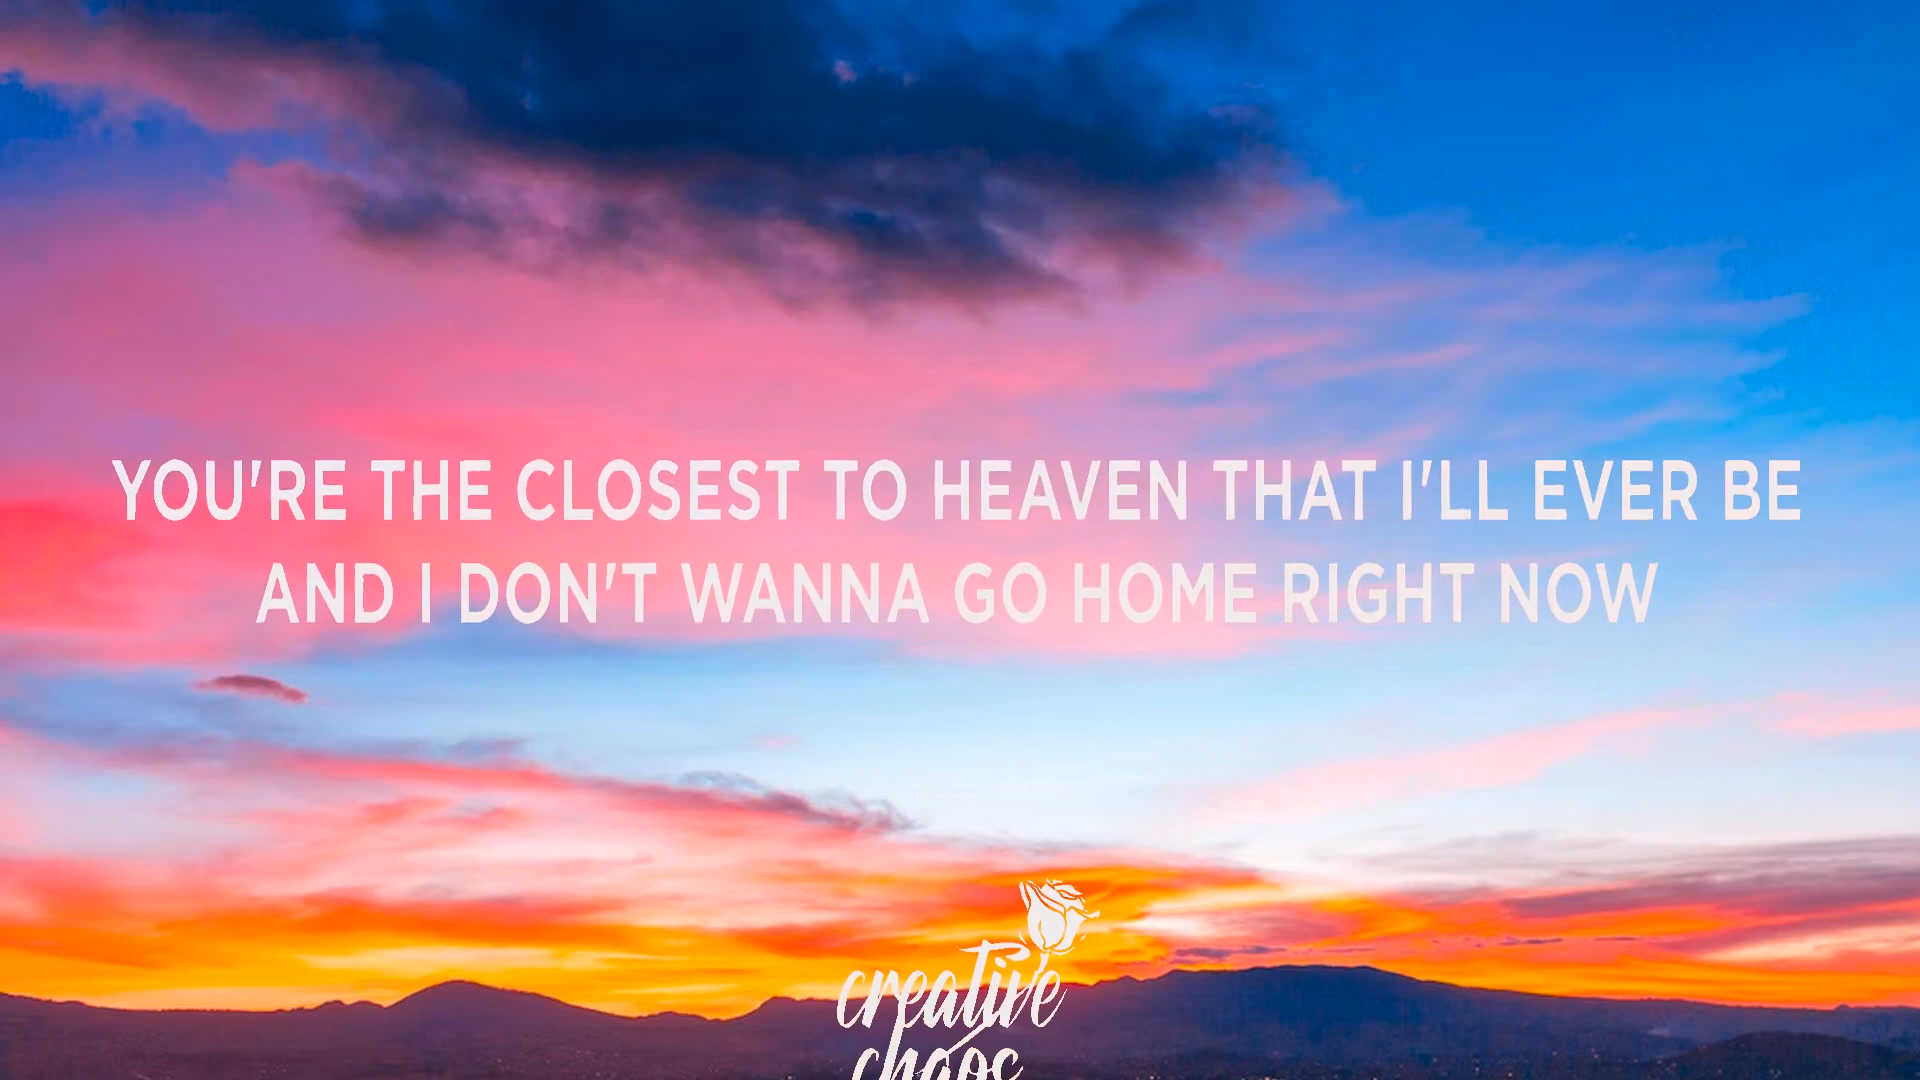 YOU'RE THE CLOSEST TO HEAVEN THAT I'LL EVER BE
AND I DON'T WANNA GO HOME RIGHT NOW
creative
chaos